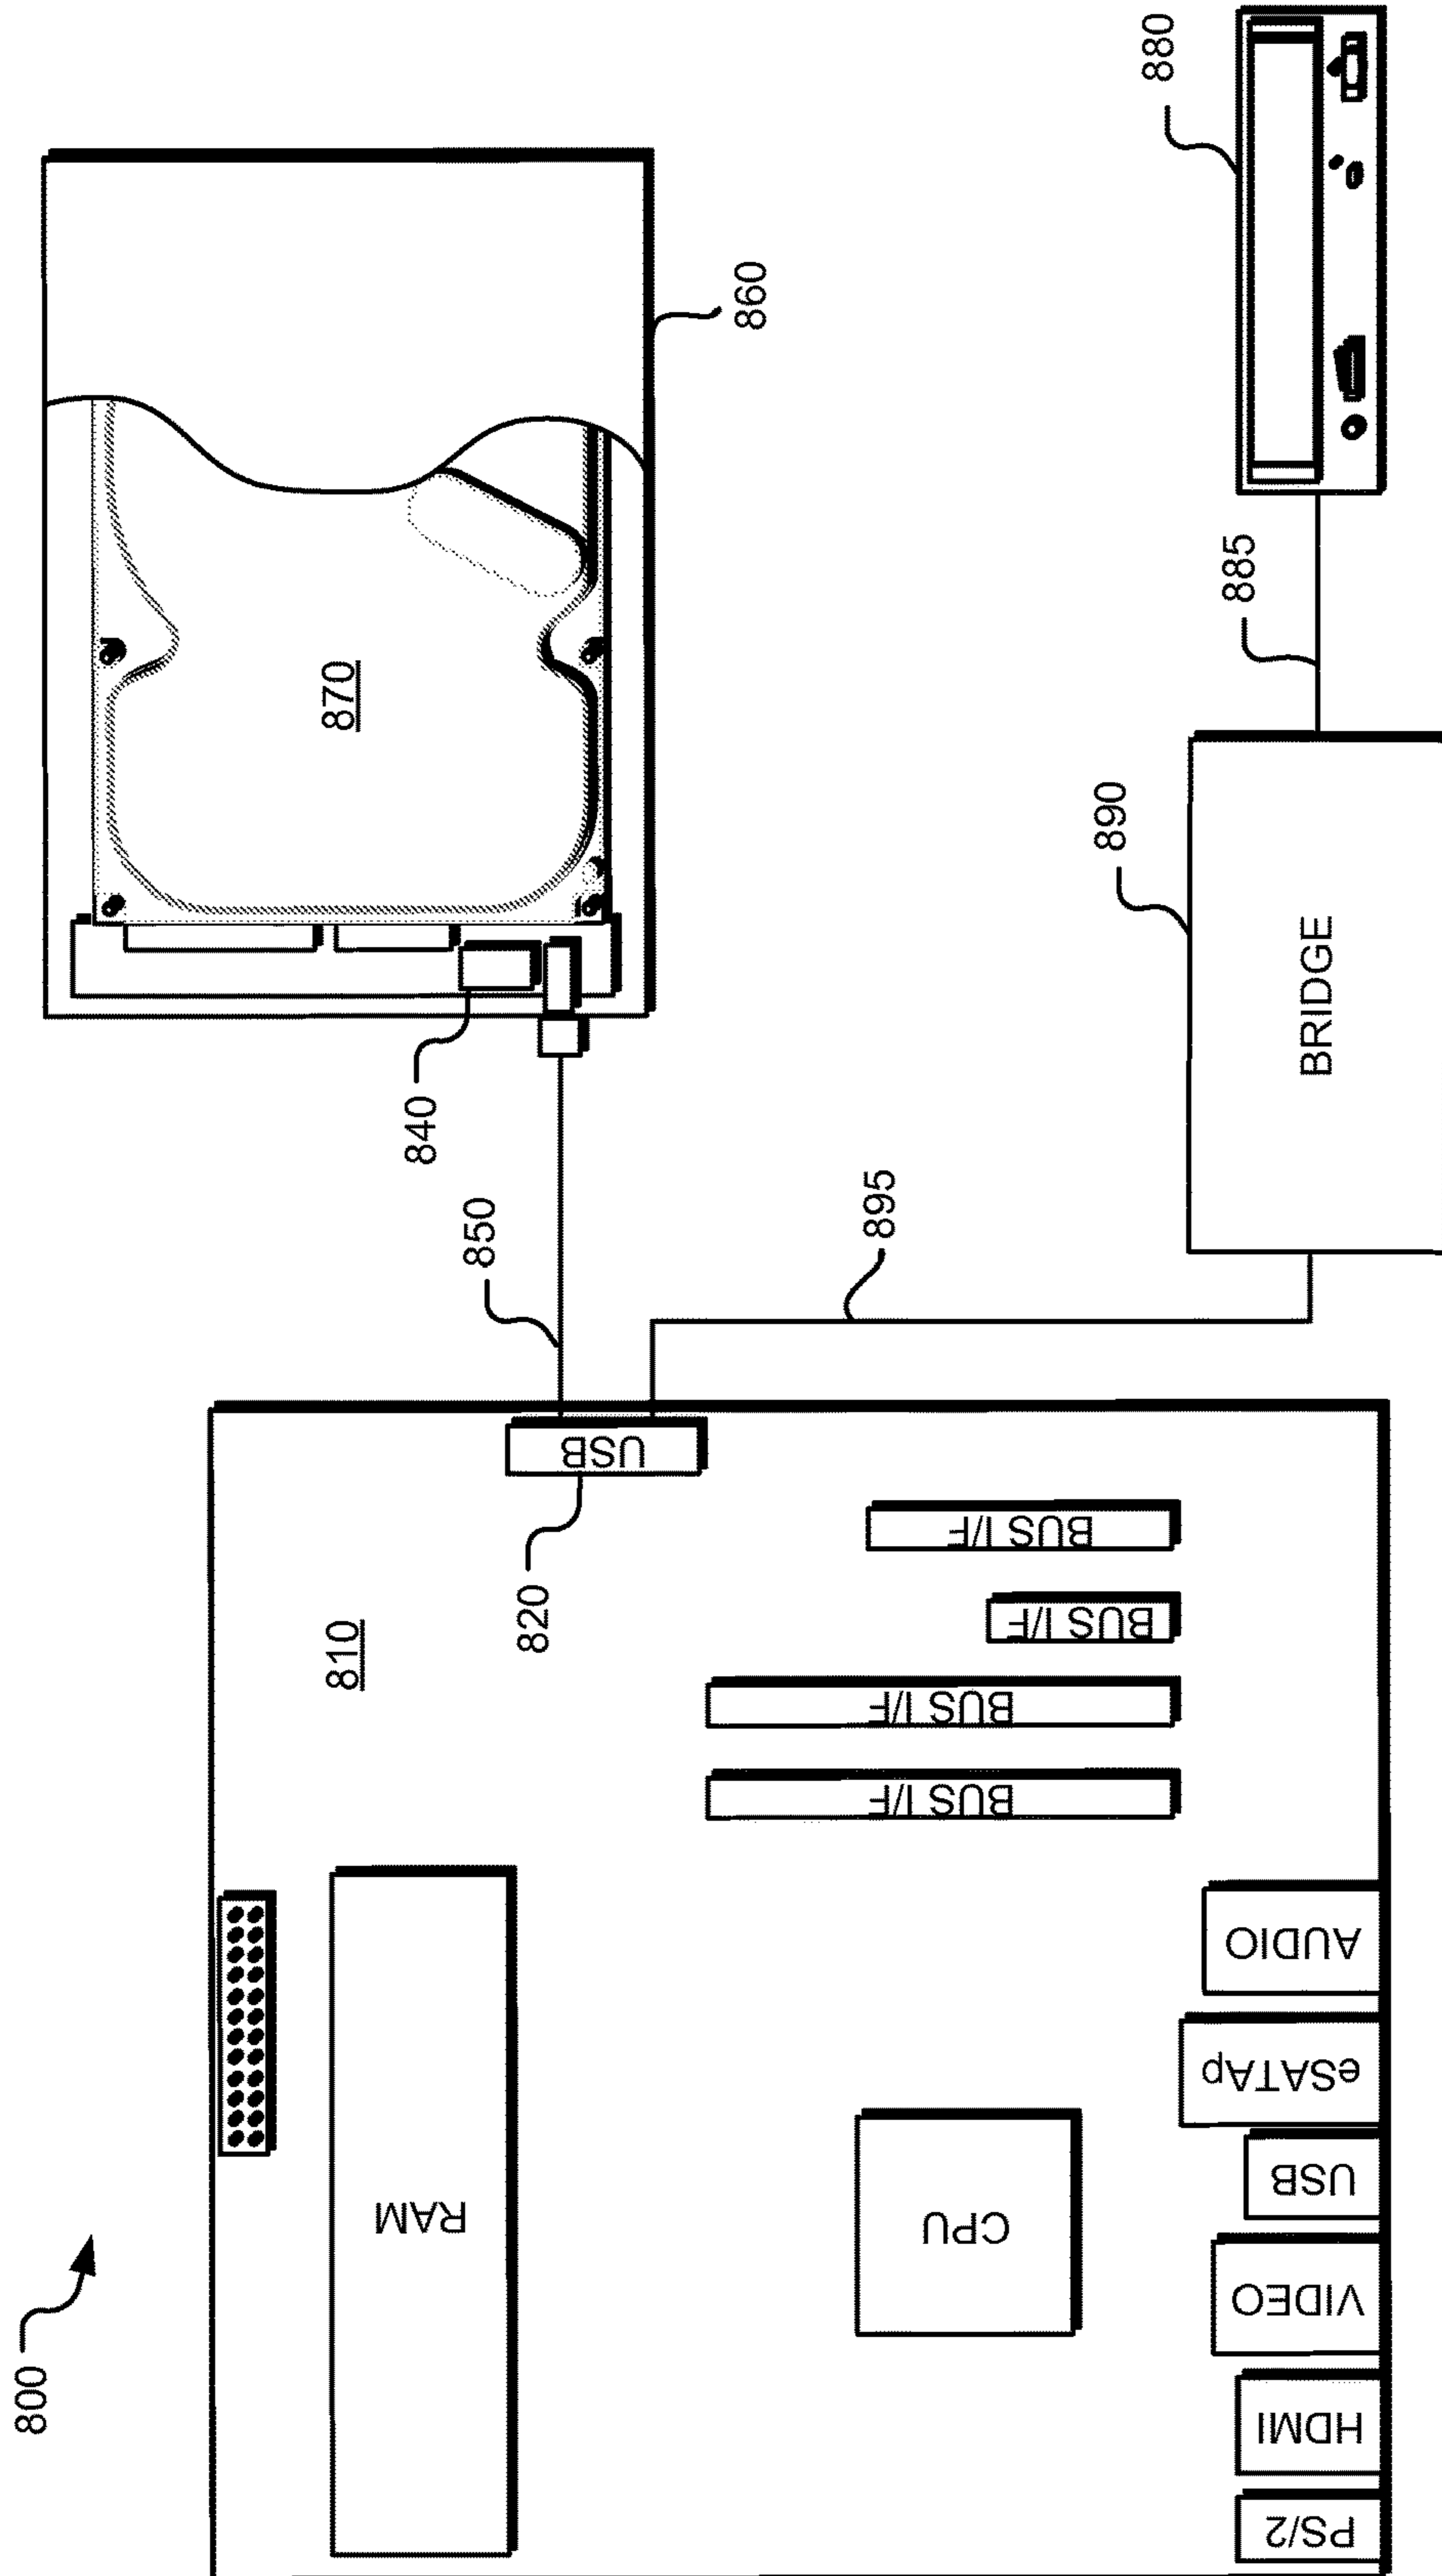 800
810
RAM
CPU
PS/2
HDMI
VIDEO
USB
eSATAp
AUDIO
BUS I/F
BUS I/F
BUS I/F
BUS I/F
USB
820
850
895
840
870
860
BRIDGE
890
885
880